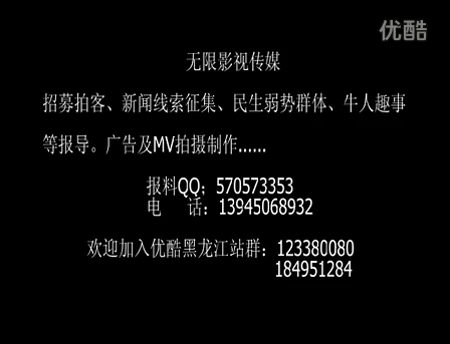 优酷
无限影视传媒
招募拍客、新闻线索征集、民生弱势群体、牛人趣事
等报导。广告及MV拍摄制作......
报料QQ：570573353
电 话：13945068932
欢迎加入优酷黑龙江站群：123380080
184951284